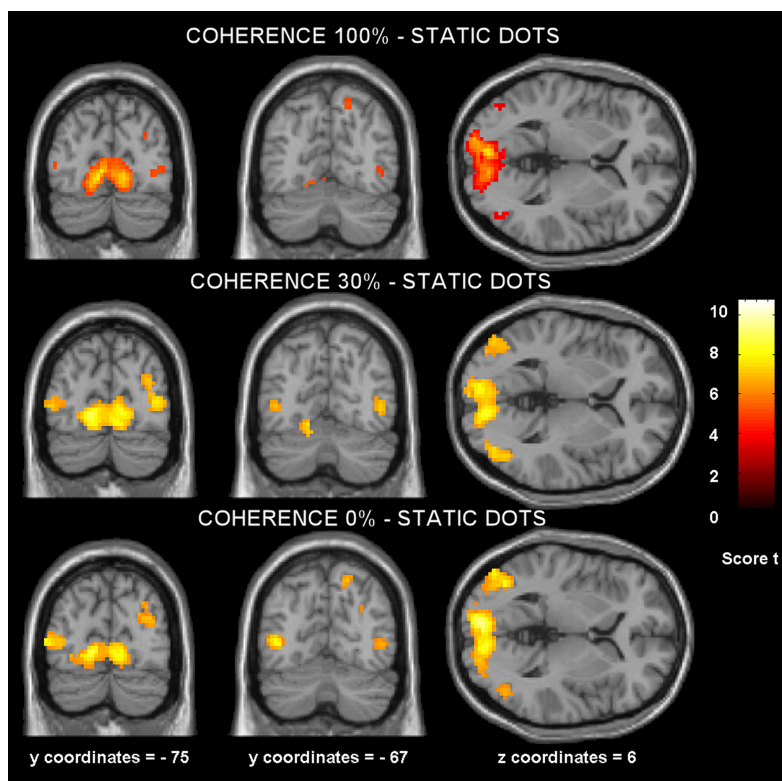 COHERENCE 100% - STATIC DOTS
COHERENCE 30% - STATIC DOTS
10
8
6
4
2
0
COHERENCE 0% - STATIC DOTS
Score t
y coordinates = - 75
y coordinates = - 67
z coordinates = 6